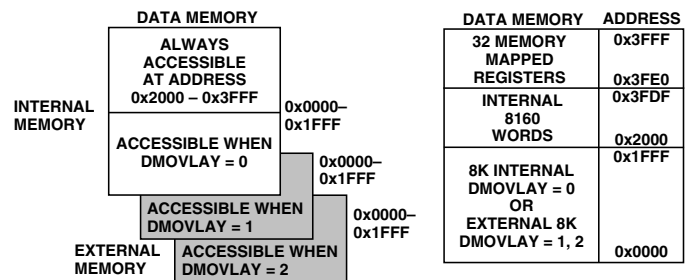 DATA MEMORY
ALWAYS
ACCESSIBLE
AT ADDRESS
0x2000 – 0x3FFF
INTERNAL
MEMORY
0x0000–
0x1FFF
ACCESSIBLE WHEN
DMOVLAY = 0
0x0000–
0x1FFF
ACCESSIBLE WHEN
DMOVLAY = 1
0x0000–
0x1FFF
EXTERNAL
MEMORY
ACCESSIBLE WHEN
DMOVLAY = 2
DATA MEMORY ADDRESS
32 MEMORY
MAPPED
REGISTERS
0x3FFF
0x3FE0
INTERNAL
8160
WORDS
0x3FDF
0x2000
8K INTERNAL
DMOVLAY = 0
OR
EXTERNAL 8K
DMOVLAY = 1, 2
0x1FFF
0x0000